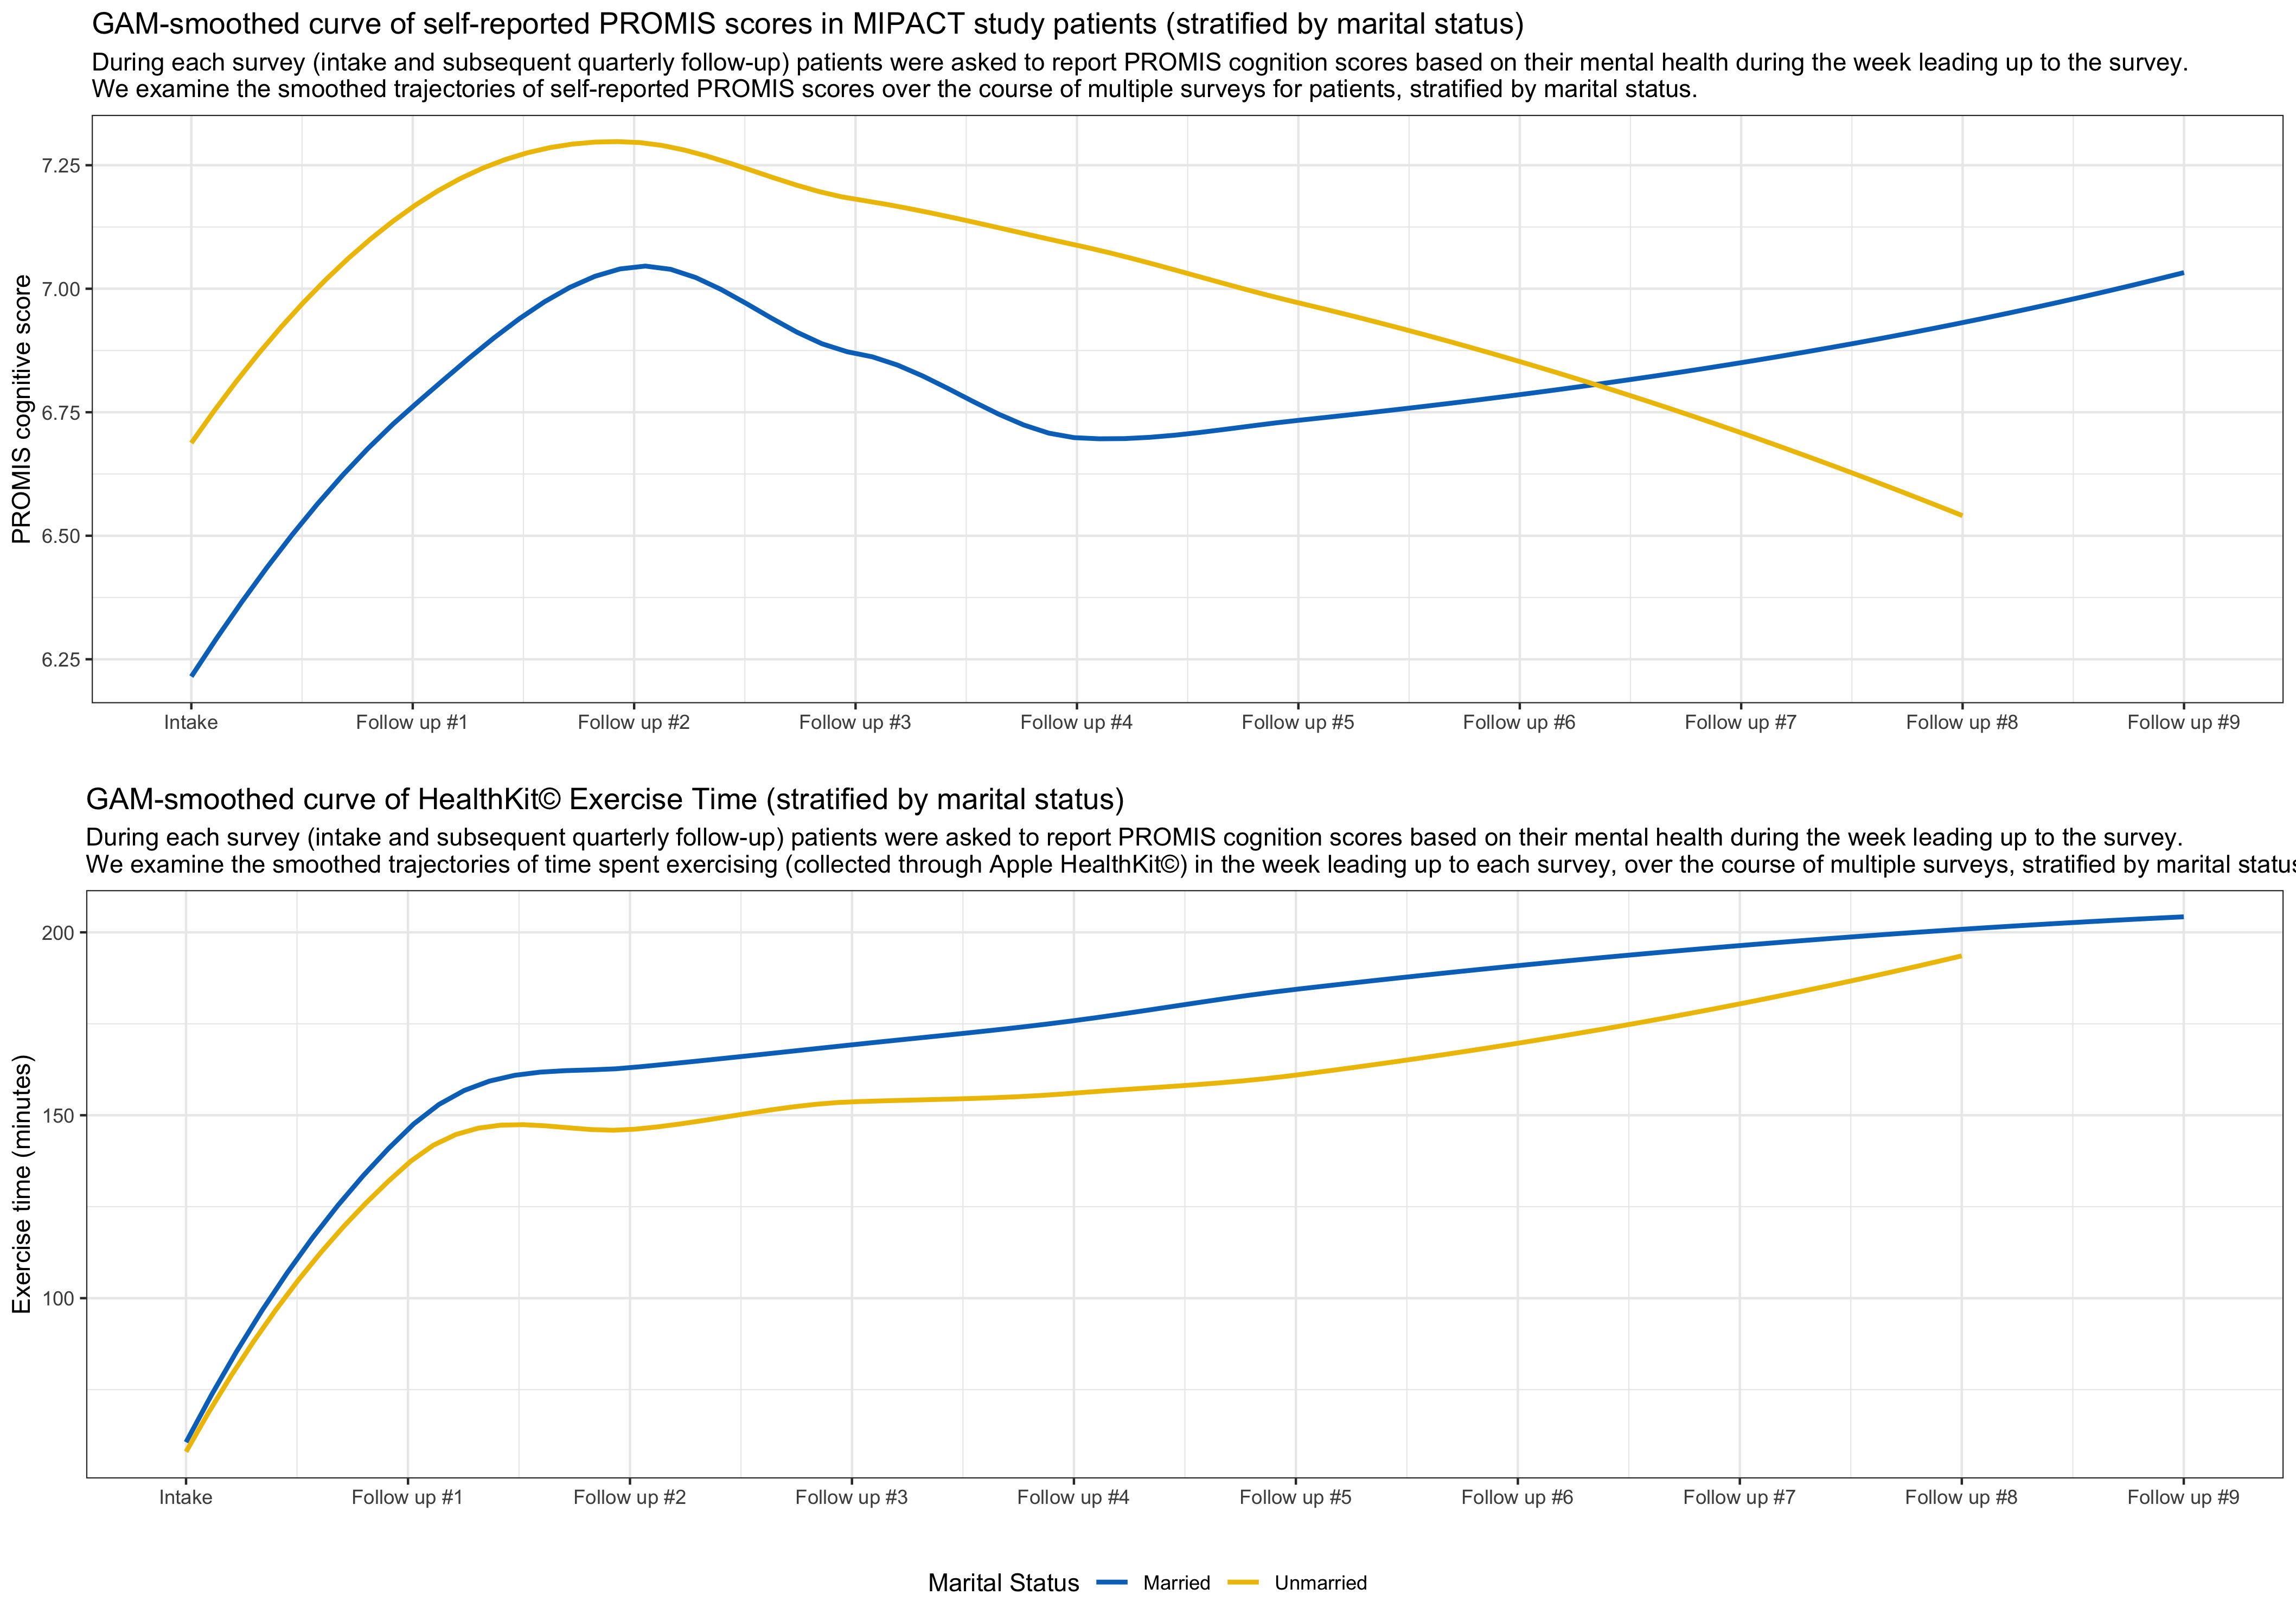 GAM-smoothed curve of self-reported PROMIS scores in MIPACT study patients (stratified by marital status)
During each survey (intake and subsequent quarterly follow-up) patients were asked to report PROMIS cognition scores based on their mental health during the week leading up to the survey.
We examine the smoothed trajectories of self-reported PROMIS scores over the course of multiple surveys for patients, stratified by marital status.
PROMIS cognitive score
7.25
7.00
6.75
6.50
6.25
Intake Follow up #1 Follow up #2 Follow up #3 Follow up #4 Follow up #5 Follow up #6 Follow up #7 Follow up #8 Follow up #9
GAM-smoothed curve of HealthKit© Exercise Time (stratified by marital status)
During each survey (intake and subsequent quarterly follow-up) patients were asked to report PROMIS cognition scores based on their mental health during the week leading up to the survey.
We examine the smoothed trajectories of time spent exercising (collected through Apple HealthKit©) in the week leading up to each survey, over the course of multiple surveys, stratified by marital status
Exercise time (minutes)
200
150
100
Intake Follow up #1 Follow up #2 Follow up #3 Follow up #4 Follow up #5 Follow up #6 Follow up #7 Follow up #8 Follow up #9
Marital Status Married Unmarried